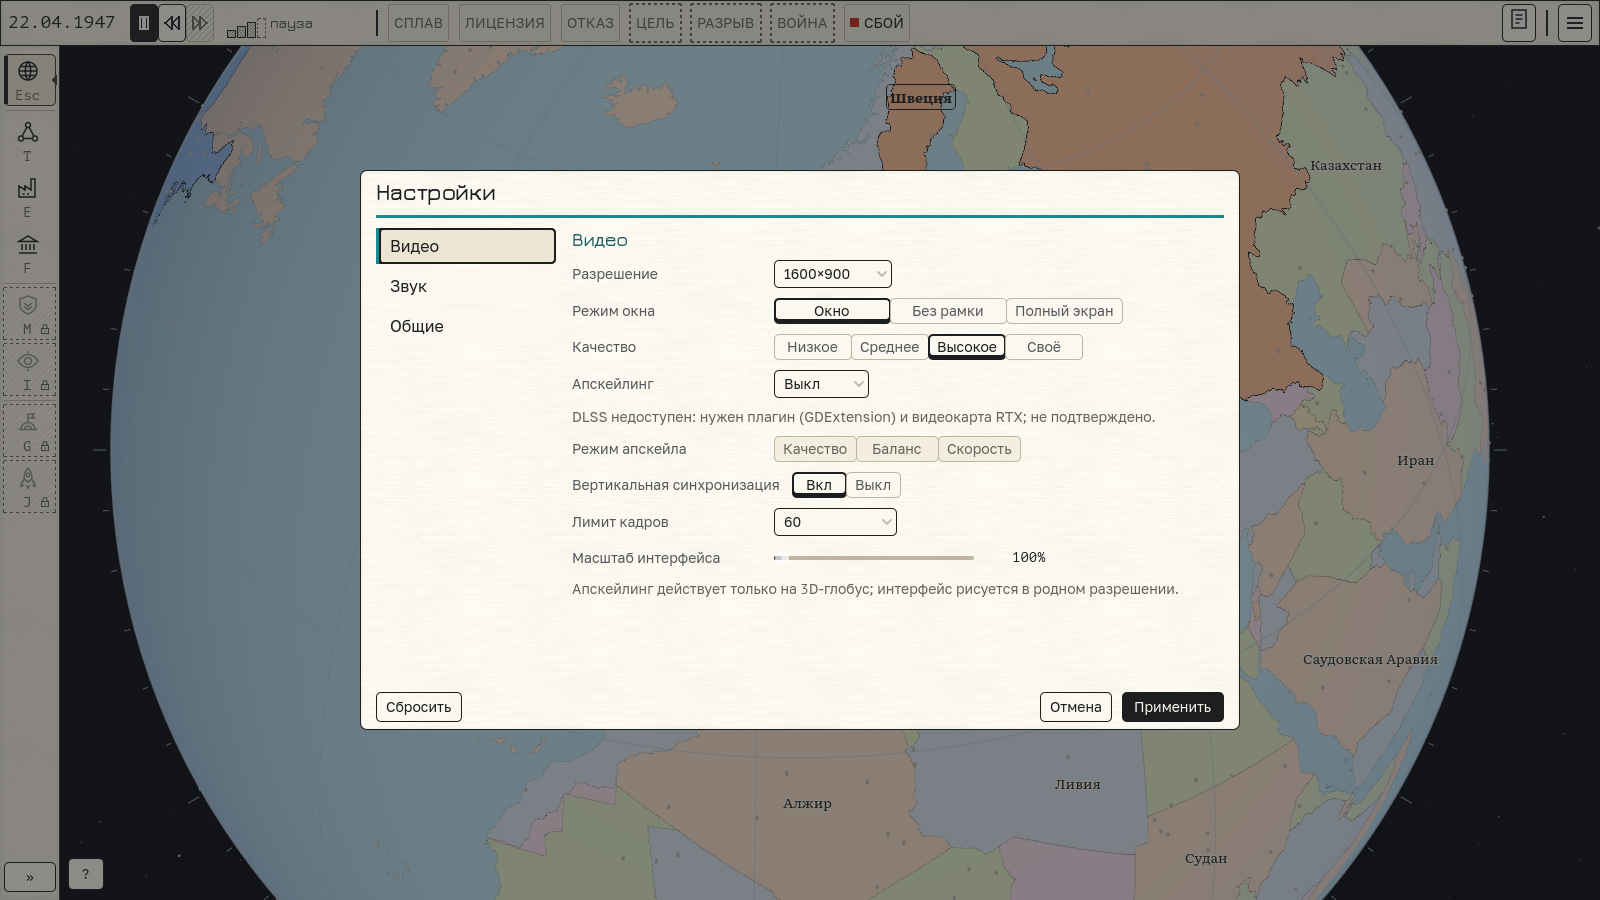 22.04.1947 пауза СПЛАВ ЛИЦЕНЗИЯ ОТКАЗ ЦЕЛЬ РАЗРЫВ ВОЙНА СБОЙ
Esc
T
E
F
M
I
G
J
»
?
Швеция
Казахстан
Иран
Саудовская Аравия
Ливия
Алжир
Судан
Настройки
Видео
Звук
Общие
Видео
Разрешение 1600×900
Режим окна Окно Без рамки Полный экран
Качество Низкое Среднее Высокое Своё
Апскейлинг Выкл
DLSS недоступен: нужен плагин (GDExtension) и видеокарта RTX; не подтверждено.
Режим апскейла Качество Баланс Скорость
Вертикальная синхронизация Вкл Выкл
Лимит кадров 60
Масштаб интерфейса 100%
Апскейлинг действует только на 3D-глобус; интерфейс рисуется в родном разрешении.
Сбросить Отмена Применить